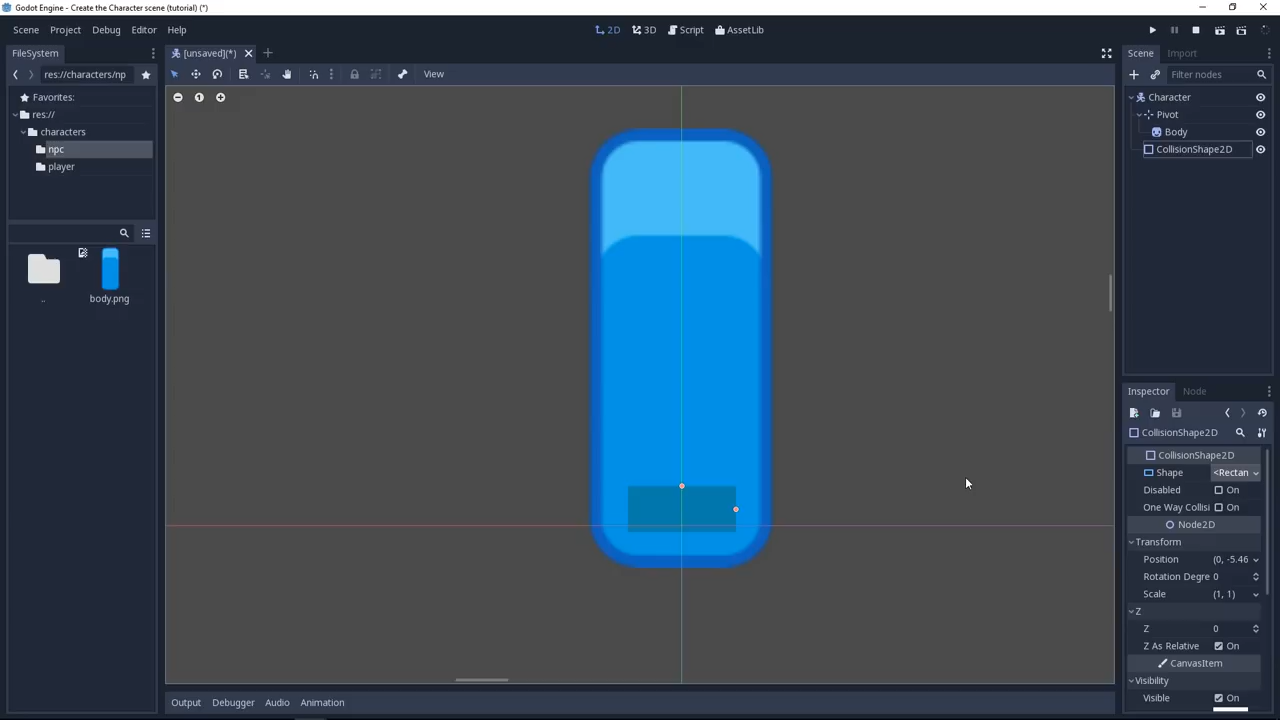 Godot Engine - Create the Character scene (tutorial) (*)
Scene Project Debug Editor Help
2D 3D Script AssetLib
FileSystem
[unsaved](*)
Scene Import
res://characters/np
View
Filter nodes
Favorites:
res://
characters
npc
player
Character
Pivot
Body
CollisionShape2D
..
body.png
Inspector Node
CollisionShape2D
CollisionShape2D
Shape <Rectan
Disabled On
One Way Collisi On
Node2D
Transform
Position (0, -5.46
Rotation Degre 0
Scale (1, 1)
Z
Z 0
Z As Relative On
CanvasItem
Visibility
Visible On
Output Debugger Audio Animation